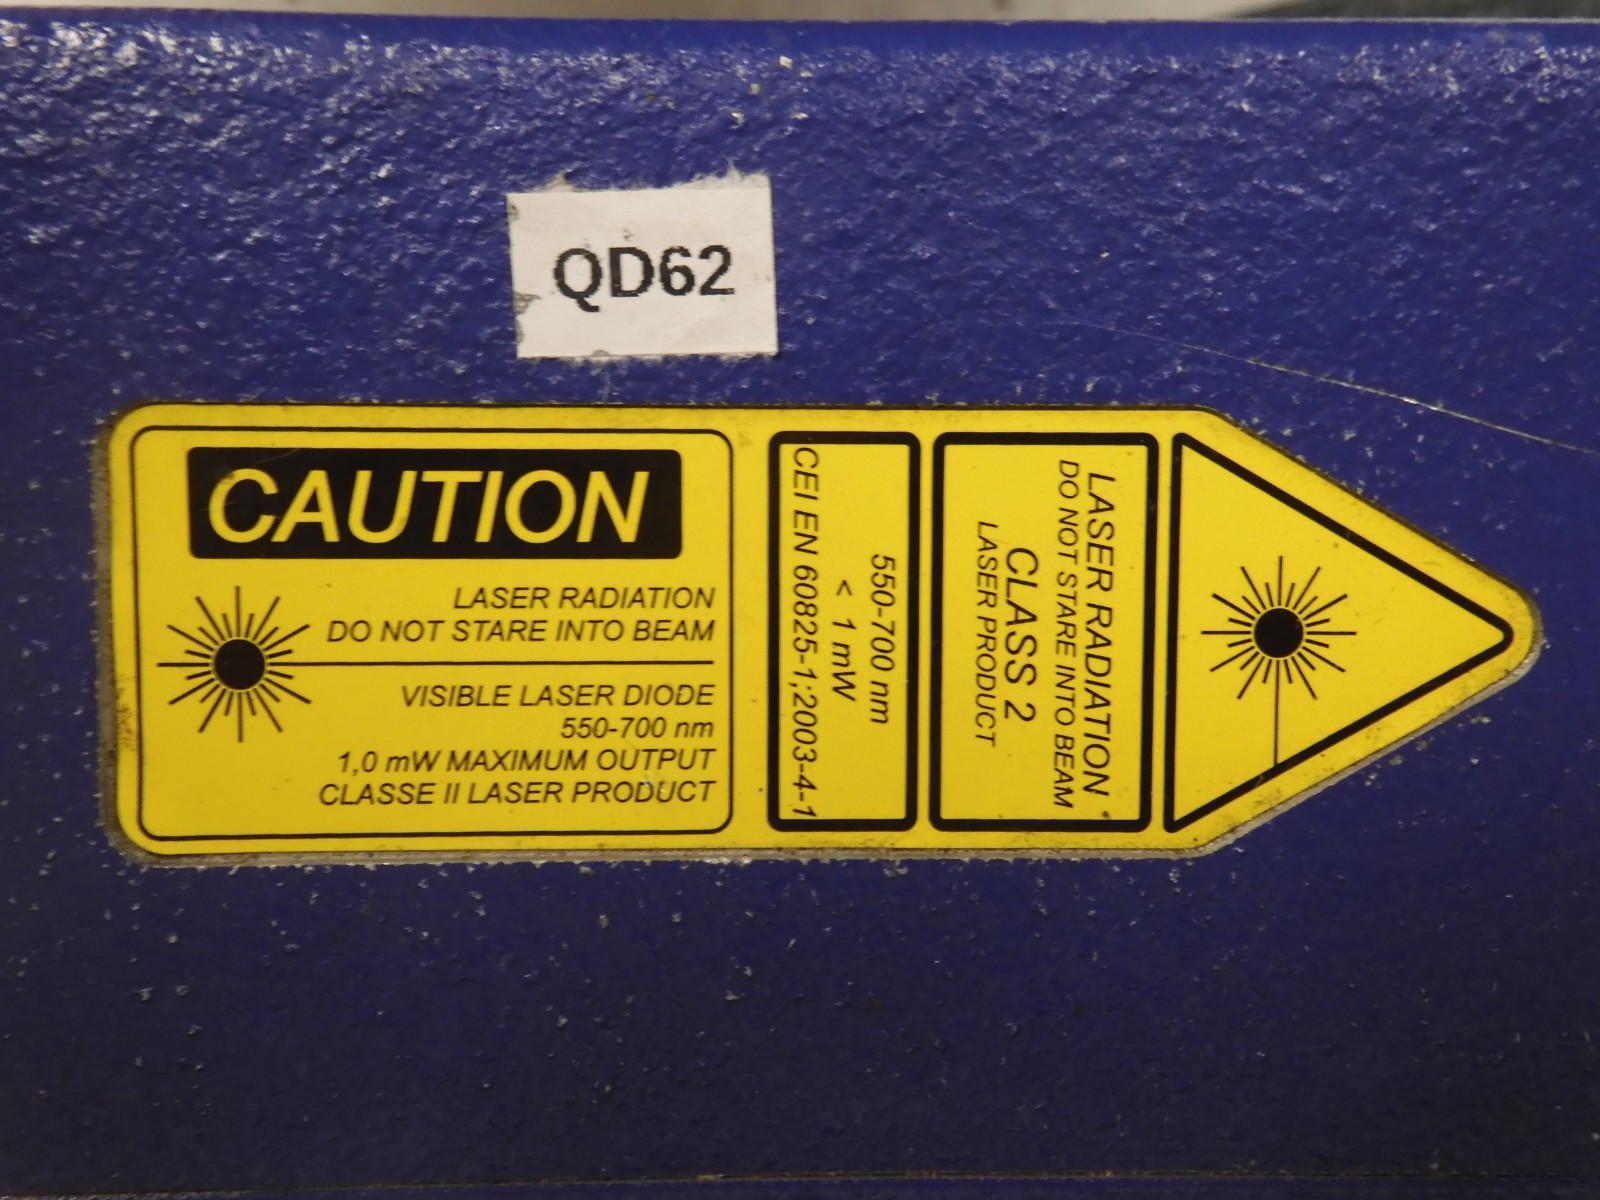 QD62
CAUTION
LASER RADIATION
DO NOT STARE INTO BEAM
VISIBLE LASER DIODE
550-700 nm
1,0 mW MAXIMUM OUTPUT
CLASSE II LASER PRODUCT
550-700 nm
< 1 mW
CEI EN 60825-1;2003-4-1
LASER RADIATION
DO NOT STARE INTO BEAM
CLASS 2
LASER PRODUCT